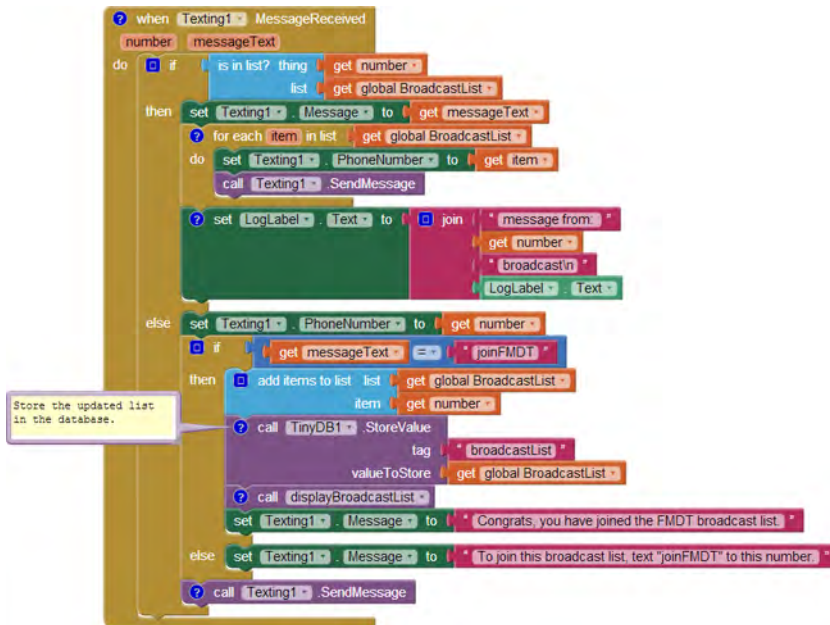 when Texting1 .MessageReceived
number messageText
do if is in list? thing get number
list get global BroadcastList
then set Texting1 . Message to get messageText
for each item in list get global BroadcastList
do set Texting1 . PhoneNumber to get item
call Texting1 .SendMessage
set LogLabel . Text to join " message from: "
get number
" broadcast\n "
LogLabel . Text
else set Texting1 . PhoneNumber to get number
if get messageText = " joinFMDT "
then add items to list list get global BroadcastList
item get number
Store the updated list
in the database.
call TinyDB1 .StoreValue
tag " broadcastList "
valueToStore get global BroadcastList
call displayBroadcastList
set Texting1 . Message to " Congrats, you have joined the FMDT broadcast list. "
else set Texting1 . Message to " To join this broadcast list, text "joinFMDT" to this number. "
call Texting1 .SendMessage